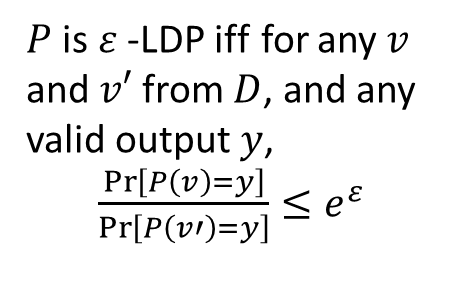 P is ε -LDP iff for any v
and v′ from D, and any
valid output y,
Pr[P(v)=y]
Pr[P(v′)=y] ≤ e^ε